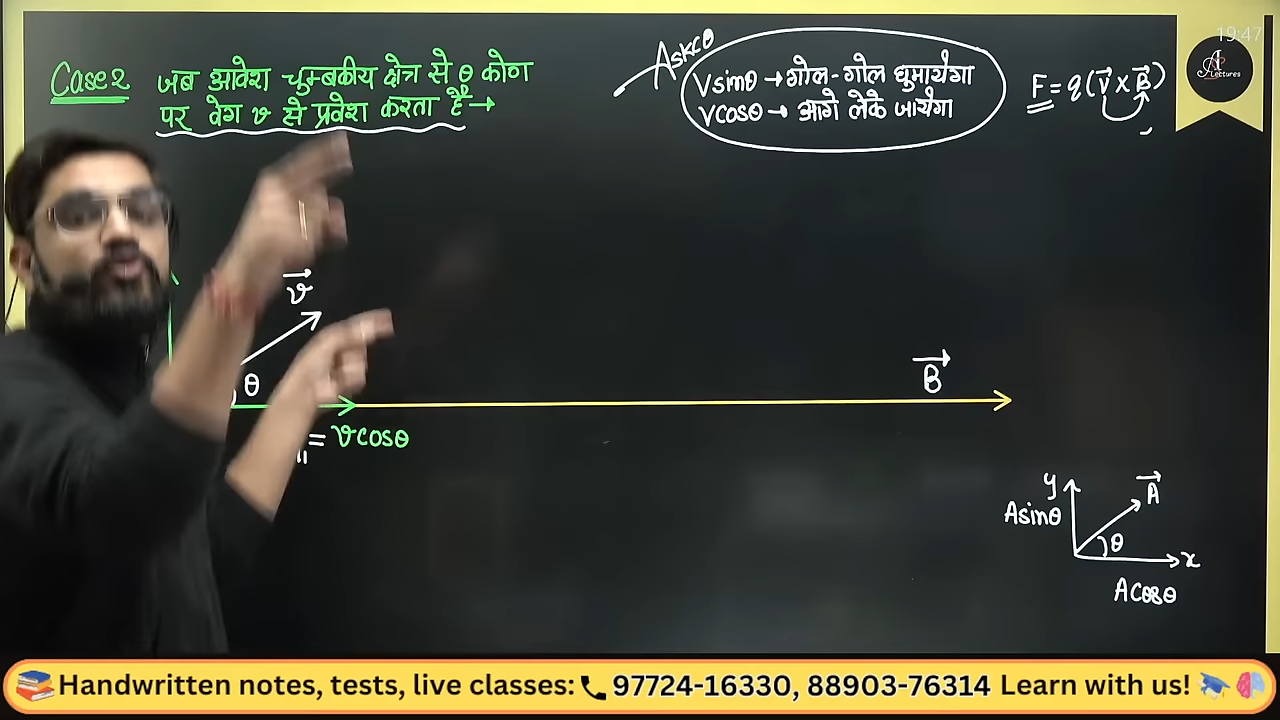 19:47
Case 2 जब आवेश चुम्बकीय क्षेत्र से θ कोण
पर वेग v से प्रवेश करता है→
Askc θ
Vsinθ → गोल-गोल घुमायेगा
Vcosθ → आगे लेके जायेगा
F = q(V × B)
Lectures
v
θ
B
॥ = vcosθ
y
A
Asinθ
θ
x
Acosθ
Handwritten notes, tests, live classes: 97724-16330, 88903-76314 Learn with us!